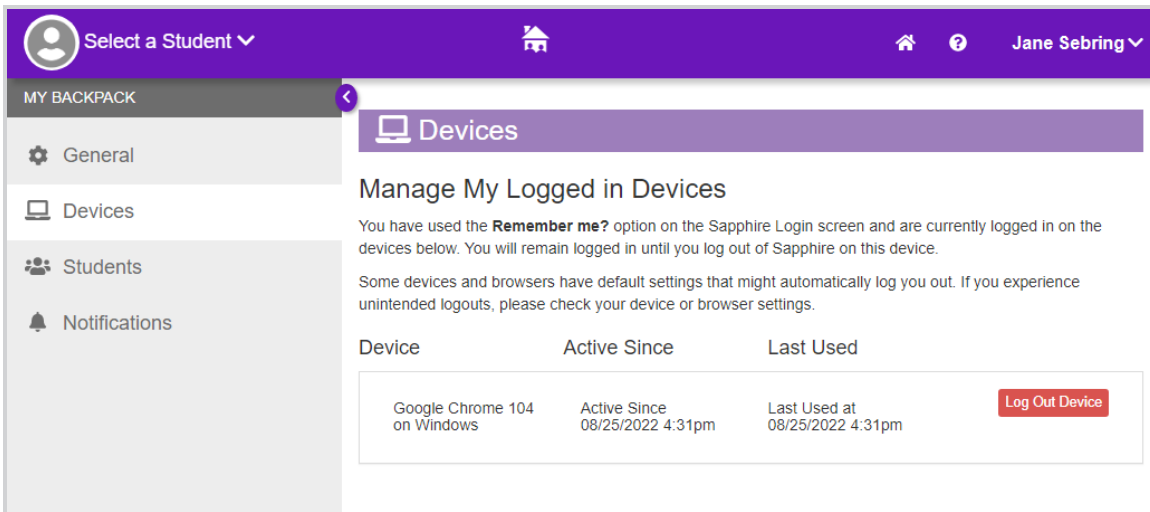 Select a Student
Jane Sebring
MY BACKPACK
General
Devices
Students
Notifications
Devices
Manage My Logged in Devices
You have used the Remember me? option on the Sapphire Login screen and are currently logged in on the
devices below. You will remain logged in until you log out of Sapphire on this device.
Some devices and browsers have default settings that might automatically log you out. If you experience
unintended logouts, please check your device or browser settings.
Device Active Since Last Used
Google Chrome 104
on Windows
Active Since
08/25/2022 4:31pm
Last Used at
08/25/2022 4:31pm
Log Out Device